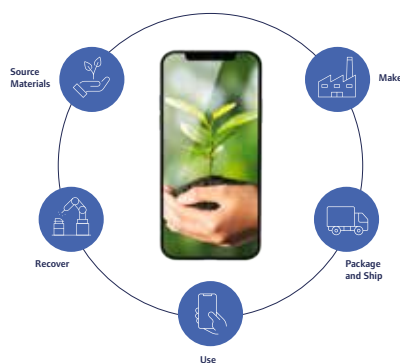 Source
Materials
Make
Recover
Package
and Ship
Use